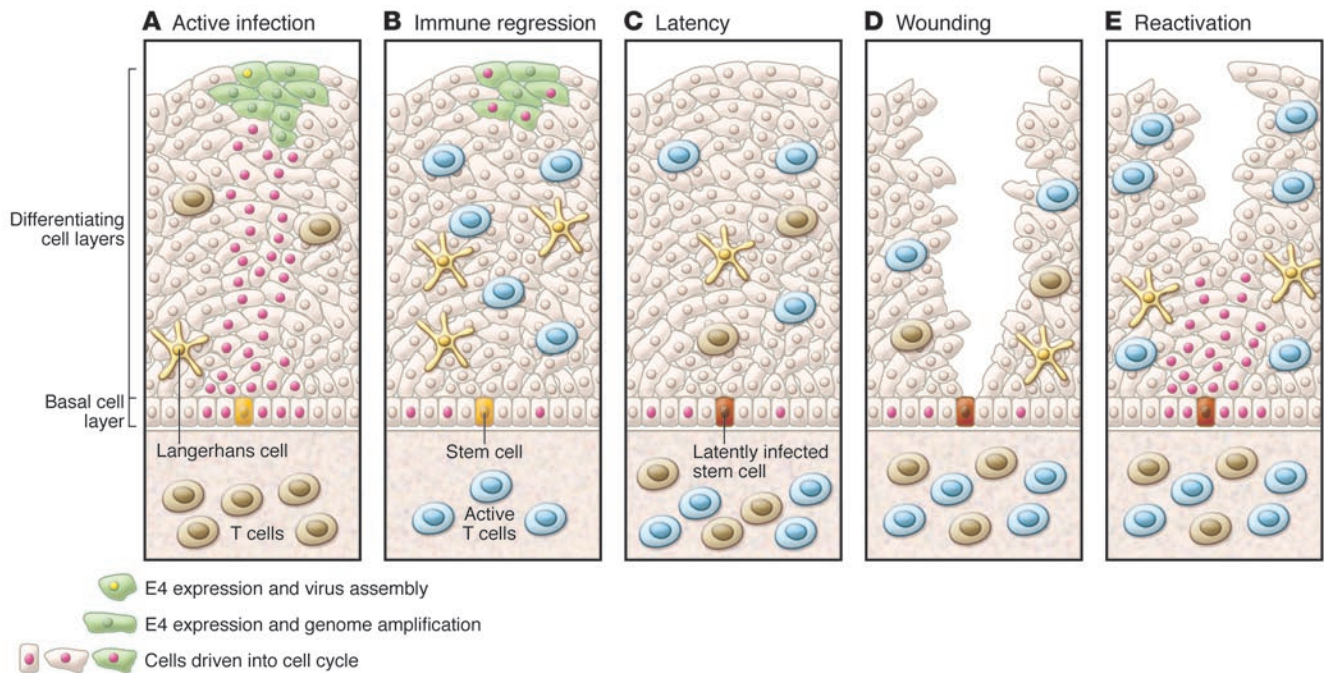 A Active infection
B Immune regression
C Latency
D Wounding
E Reactivation
Differentiating
cell layers
Basal cell
layer
Langerhans cell
T cells
Stem cell
Active
T cells
Latently infected
stem cell
E4 expression and virus assembly
E4 expression and genome amplification
Cells driven into cell cycle